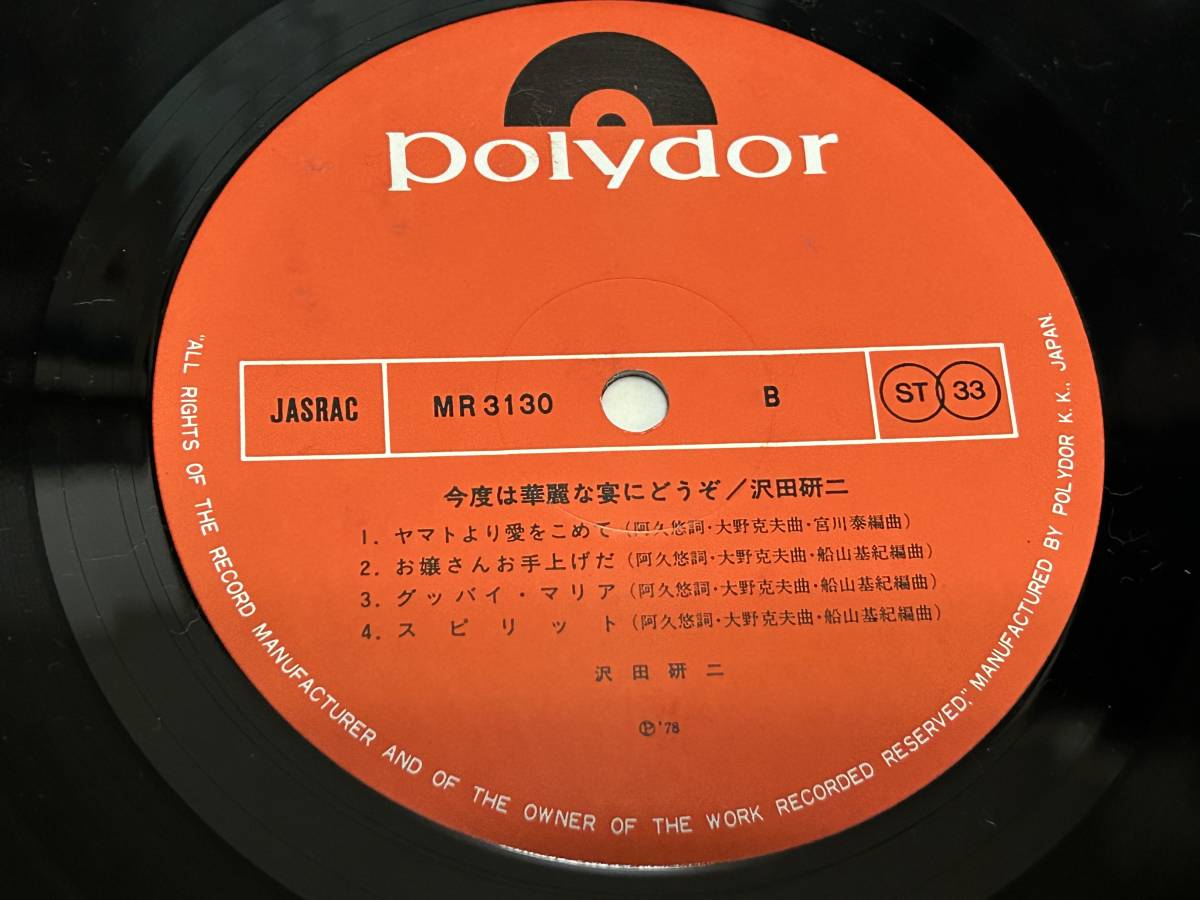 polydor
JASRAC
MR 3130
B
ST 33
今度は華麗な宴にどうぞ/沢田研二
1. ヤマトより愛をこめて (阿久悠詞・大野克夫曲・宮川泰編曲)
2. お嬢さんお手上げだ (阿久悠詞・大野克夫曲・船山基紀編曲)
3. グッバイ・マリア (阿久悠詞・大野克夫曲・船山基紀編曲)
4. スピリット (阿久悠詞・大野克夫曲・船山基紀編曲)
沢田研二
Ⓟ'78
"ALL RIGHTS OF THE RECORD MANUFACTURER AND OF THE OWNER OF THE WORK RECORDED RESERVED," MANUFACTURED BY POLYDOR K. K., JAPAN.